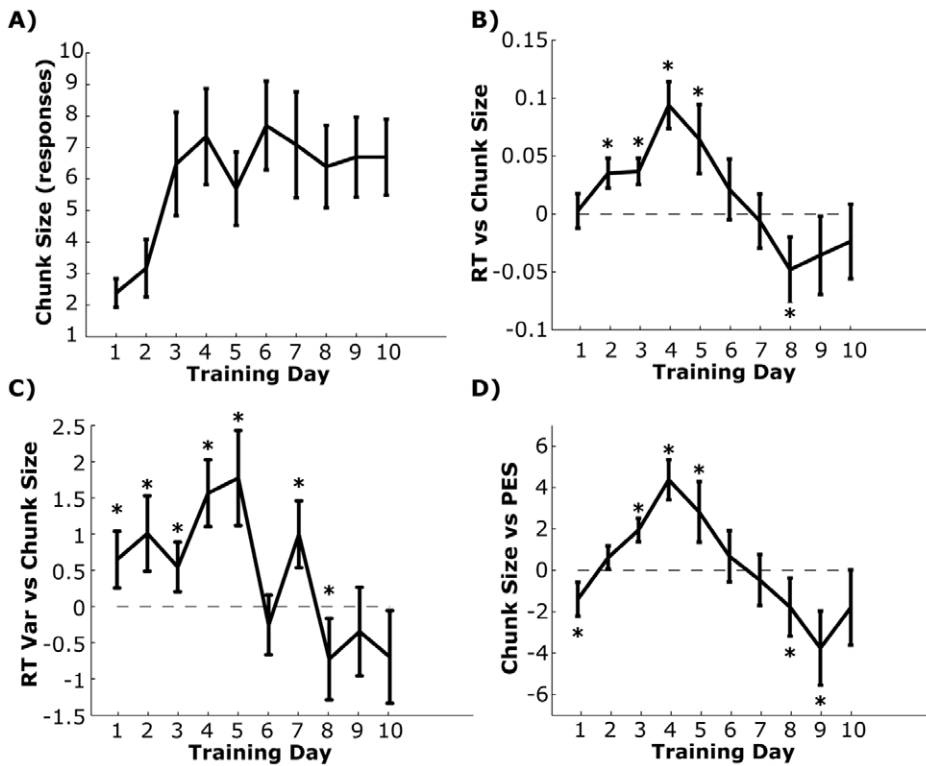 A)
Chunk Size (responses)
10
9
8
7
6
5
4
3
2
1
1 2 3 4 5 6 7 8 9 10
Training Day
B)
RT vs Chunk Size
0.15
0.1
0.05
0
-0.05
-0.1
* * * * *
*
1 2 3 4 5 6 7 8 9 10
Training Day
C)
RT Var vs Chunk Size
2.5
2
1.5
1
0.5
0
-0.5
-1
-1.5
* * * * * * *
1 2 3 4 5 6 7 8 9 10
Training Day
D)
Chunk Size vs PES
6
4
2
0
-2
-4
-6
* * *
* * *
1 2 3 4 5 6 7 8 9 10
Training Day